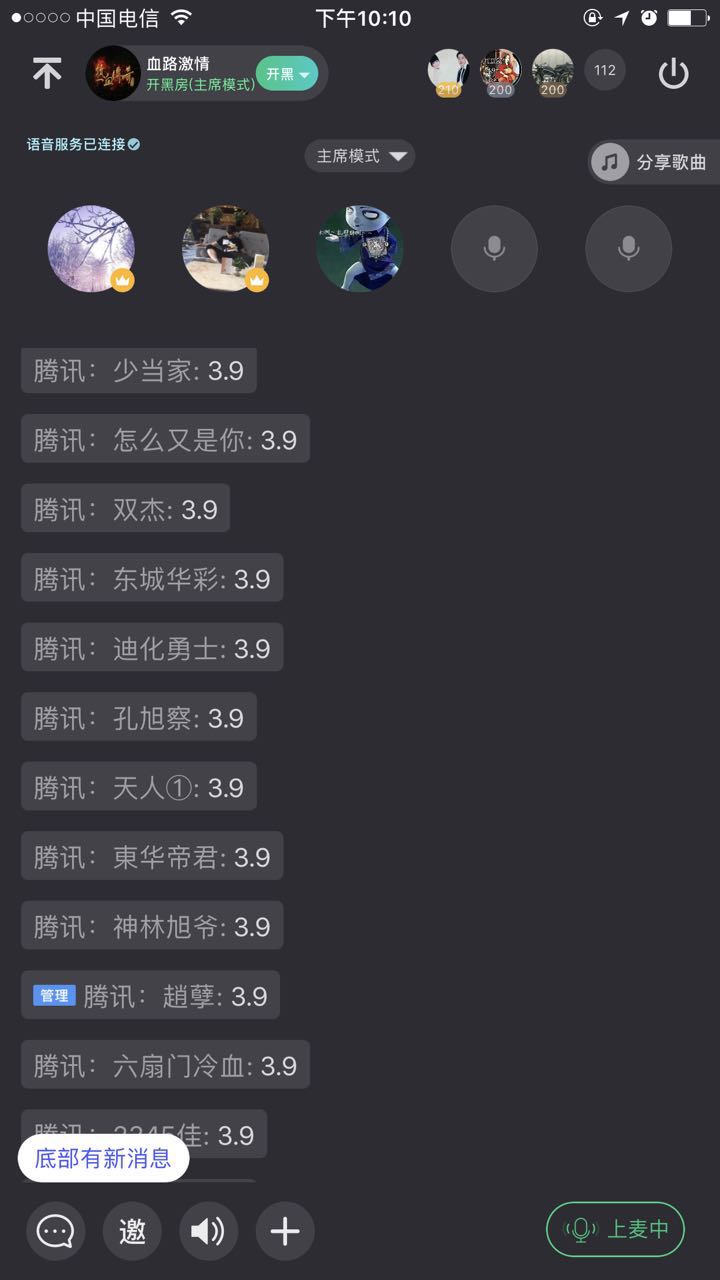 中国电信
下午10:10
血路激情
开黑房(主席模式)
开黑
210
200
200
112
语音服务已连接
主席模式
分享歌曲
腾讯：少当家: 3.9
腾讯：怎么又是你: 3.9
腾讯：双杰: 3.9
腾讯：东城华彩: 3.9
腾讯：迪化勇士: 3.9
腾讯：孔旭察: 3.9
腾讯：天人①: 3.9
腾讯：東华帝君: 3.9
腾讯：神林旭爷: 3.9
管理 腾讯：趙孽: 3.9
腾讯：六扇门冷血: 3.9
腾讯：2345佳: 3.9
底部有新消息
邀
上麦中